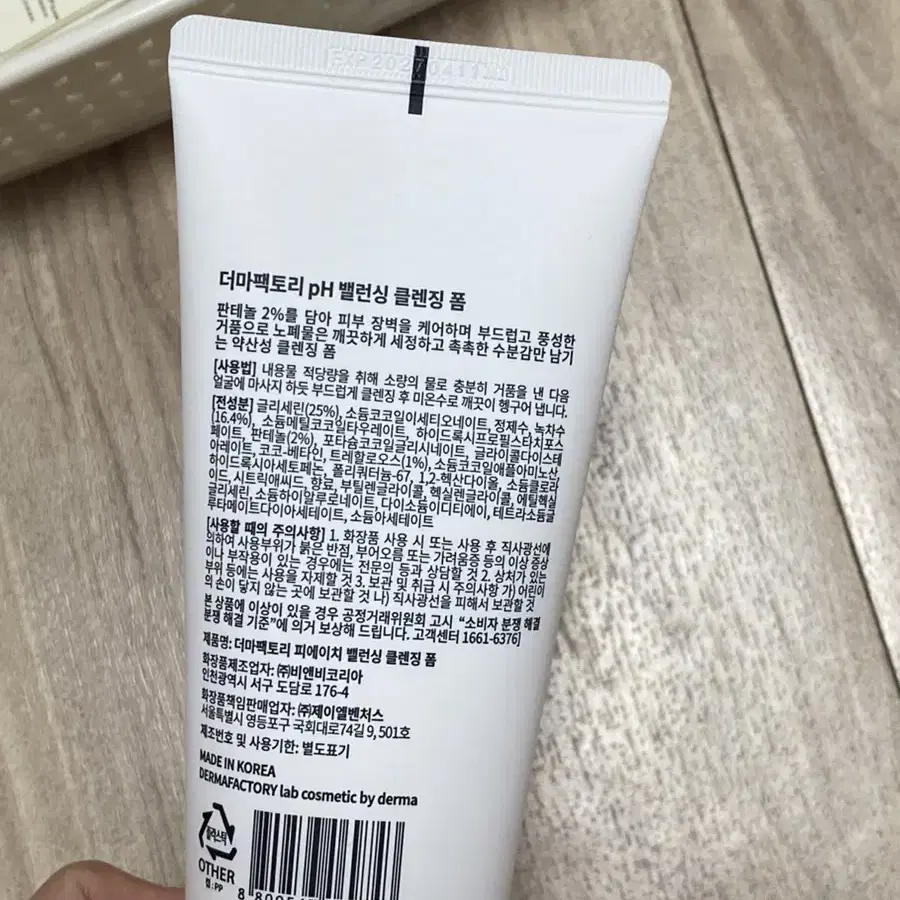 EXP 20270411
더마팩토리 pH 밸런싱 클렌징 폼
판테놀 2%를 담아 피부 장벽을 케어하며 부드럽고 풍성한
거품으로 노폐물은 깨끗하게 세정하고 촉촉한 수분감만 남기
는 약산성 클렌징 폼
[사용법] 내용물 적당량을 취해 소량의 물로 충분히 거품을 낸 다음
얼굴에 마사지 하듯 부드럽게 클렌징 후 미온수로 깨끗이 헹구어 냅니다.
[전성분] 글리세린(25%), 소듐코코일이세티오네이트, 정제수, 녹차수
(16.4%), 소듐메틸코코일타우레이트, 하이드록시프로필스타치포스
페이트, 판테놀(2%), 포타슘코코일글리시네이트, 글라이콜다이스테
아레이트, 코코-베타인, 트레할로오스(1%), 소듐코코일애플아미노산,
하이드록시아세토페논, 폴리쿼터늄-67, 1,2-헥산다이올, 소듐클로라
이드, 시트릭애씨드, 향료, 부틸렌글라이콜, 헥실렌글라이콜, 에틸헥실
글리세린, 소듐하이알루로네이트, 다이소듐이디티에이, 테트라소듐글
루타메이트다이아세테이트, 소듐아세테이트
[사용할 때의 주의사항] 1. 화장품 사용 시 또는 사용 후 직사광선에
의하여 사용부위가 붉은 반점, 부어오름 또는 가려움증 등의 이상 증상
이나 부작용이 있는 경우에는 전문의 등과 상담할 것 2. 상처가 있는
부위 등에는 사용을 자제할 것 3. 보관 및 취급 시 주의사항 가) 어린이
의 손이 닿지 않는 곳에 보관할 것 나) 직사광선을 피해서 보관할 것
본 상품에 이상이 있을 경우 공정거래위원회 고시 “소비자 분쟁 해결
분쟁 해결 기준”에 의거 보상해 드립니다. 고객센터 1661-6376]
제품명: 더마팩토리 피에이치 밸런싱 클렌징 폼
화장품제조업자: ㈜비앤비코리아
인천광역시 서구 도담로 176-4
화장품책임판매업자: ㈜제이엘벤처스
서울특별시 영등포구 국회대로74길 9, 501호
제조번호 및 사용기한: 별도표기
MADE IN KOREA
DERMAFACTORY lab cosmetic by derma
플라스틱
OTHER
캡 : PP